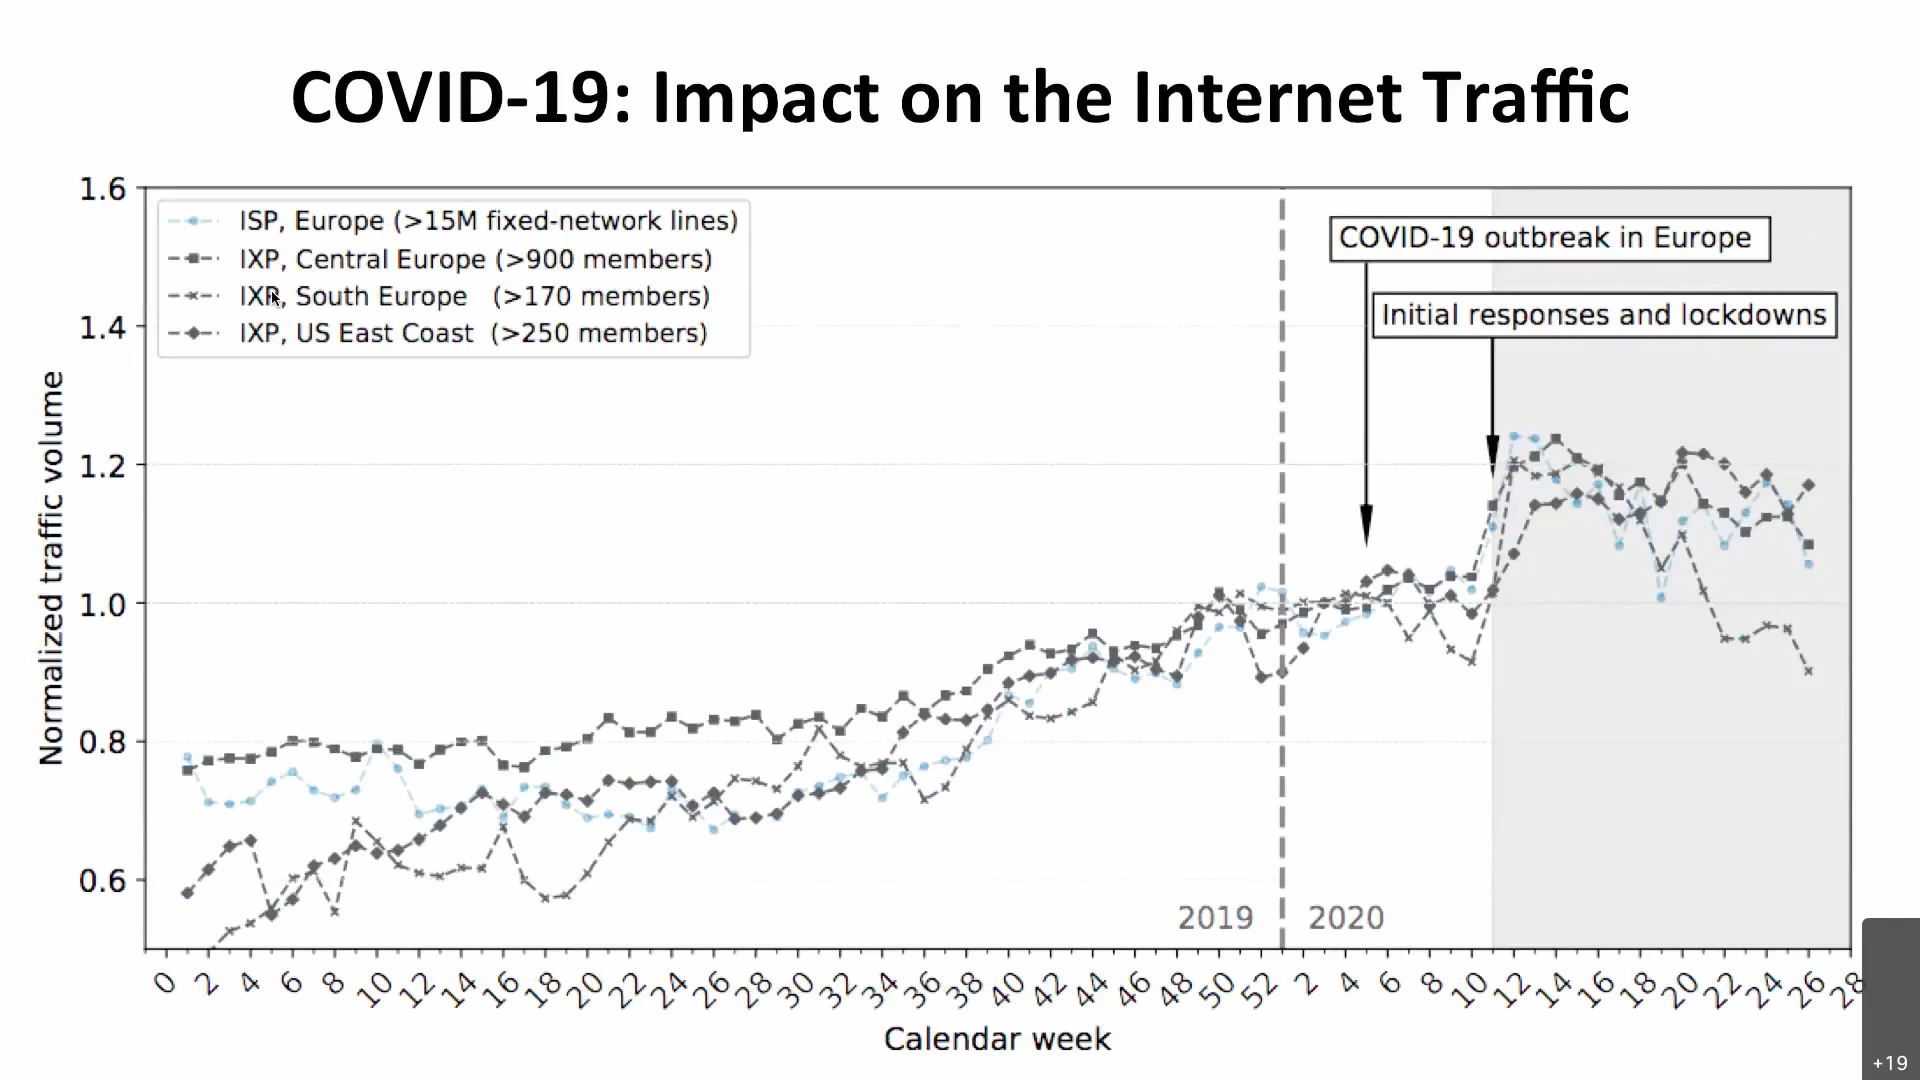 COVID-19: Impact on the Internet Traffic
1.6
1.4
1.2
1.0
0.8
0.6
Normalized traffic volume
ISP, Europe (>15M fixed-network lines)
IXP, Central Europe (>900 members)
IXP, South Europe (>170 members)
IXP, US East Coast (>250 members)
COVID-19 outbreak in Europe
Initial responses and lockdowns
2019 2020
0 2 4 6 8 10 12 14 16 18 20 22 24 26 28 30 32 34 36 38 40 42 44 46 48 50 52 2 4 6 8 10 12 14 16 18 20 22 24 26 28
Calendar week
+19